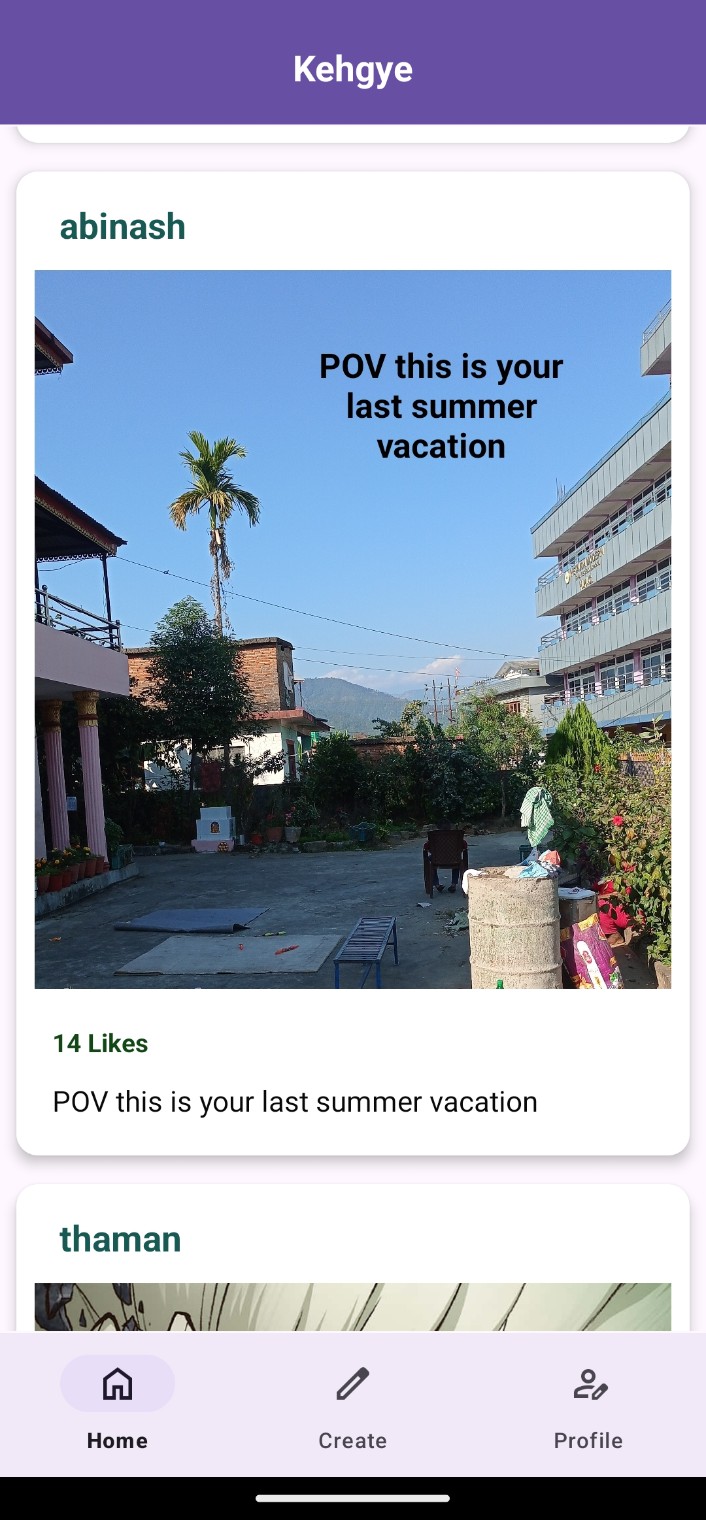 Kehgye
abinash
POV this is your
last summer
vacation
14 Likes
POV this is your last summer vacation
thaman
Home
Create
Profile